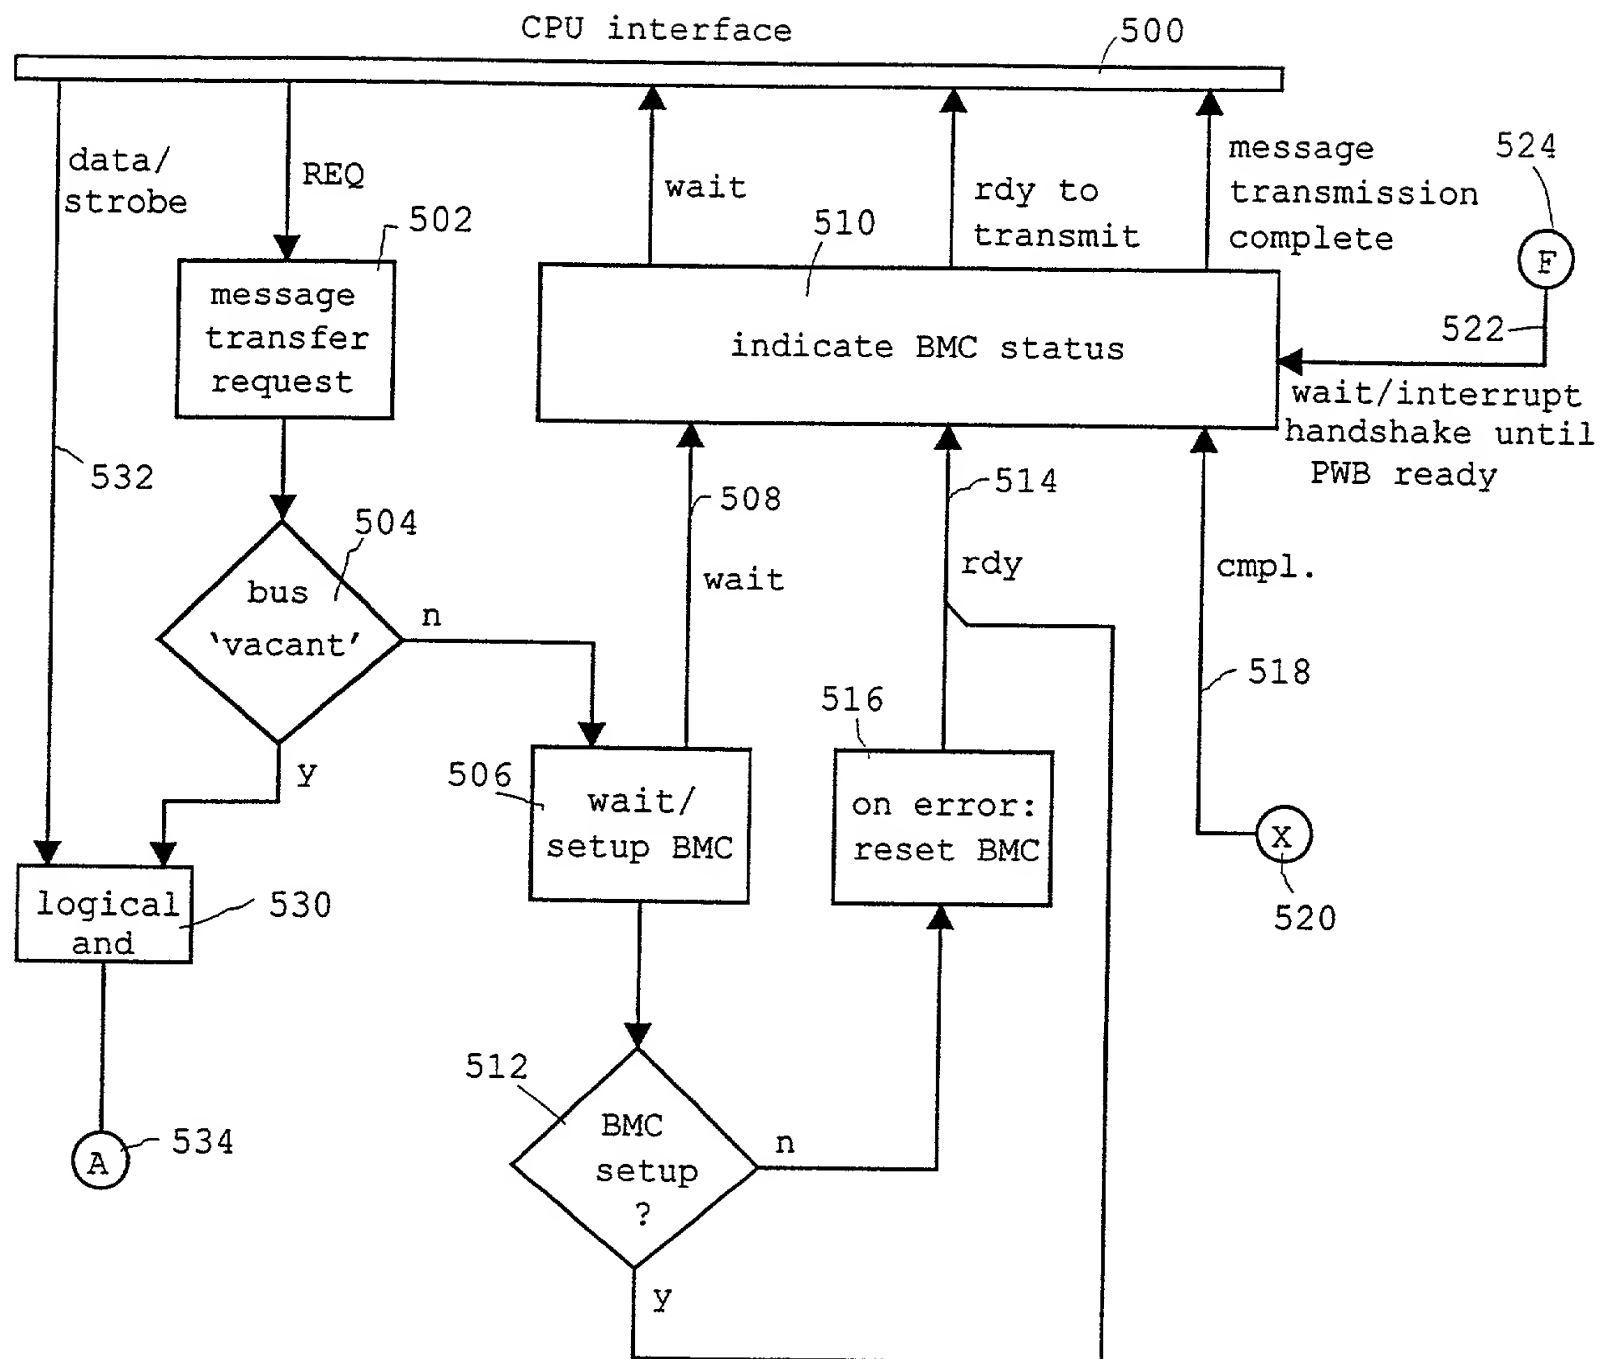 CPU interface
500
data/
strobe
REQ
502
wait
510
rdy to
transmit
message
transmission
complete
524
F
522
message
transfer
request
indicate BMC status
wait/interrupt
handshake until
PWB ready
532
504
508
514
bus
'vacant'
n
wait
rdy
cmpl.
518
y
506
wait/
setup BMC
516
on error:
reset BMC
X
520
logical
and
530
512
BMC
setup
?
n
A
534
y